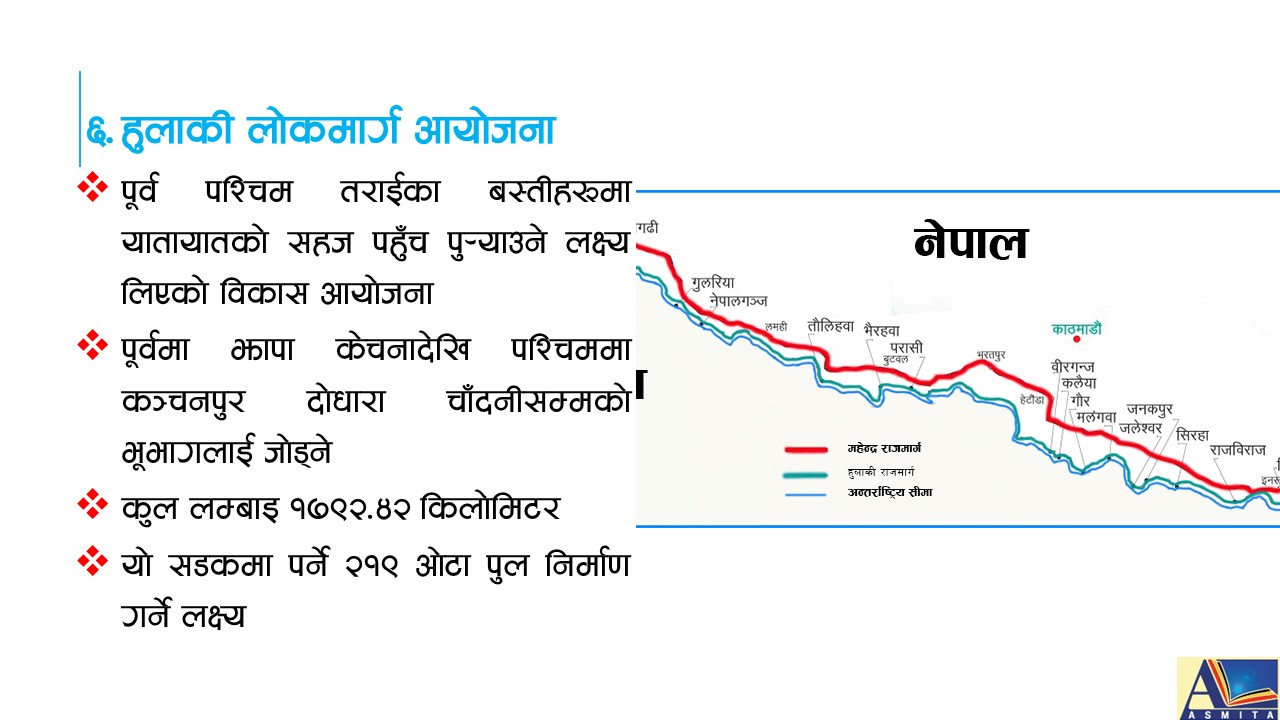 ६. हुलाकी लोकमार्ग आयोजना
पूर्व पश्चिम तराईका बस्तीहरूमा
यातायातको सहज पहुँच पुऱ्याउने लक्ष्य
लिएको विकास आयोजना
पूर्वमा झापा केचनादेखि पश्चिममा
कञ्चनपुर दोधारा चाँदनीसम्मको
भूभागलाई जोड्ने
कुल लम्बाइ १७९२.४२ किलोमिटर
यो सडकमा पर्ने २१९ ओटा पुल निर्माण
गर्ने लक्ष्य
नेपाल
गुलरिया
नेपालगञ्ज
लमही
तौलिहवा
भैरहवा
परासी
बुटवल
भरतपुर
काठमाडौं
वीरगन्ज
कलैया
हेटौडा
गौर
मलंगवा
जनकपुर
जलेश्वर
सिरहा
राजविराज
महेन्द्र राजमार्ग
हुलाकी राजमार्ग
अन्तर्राष्ट्रिय सीमा
ASMITA